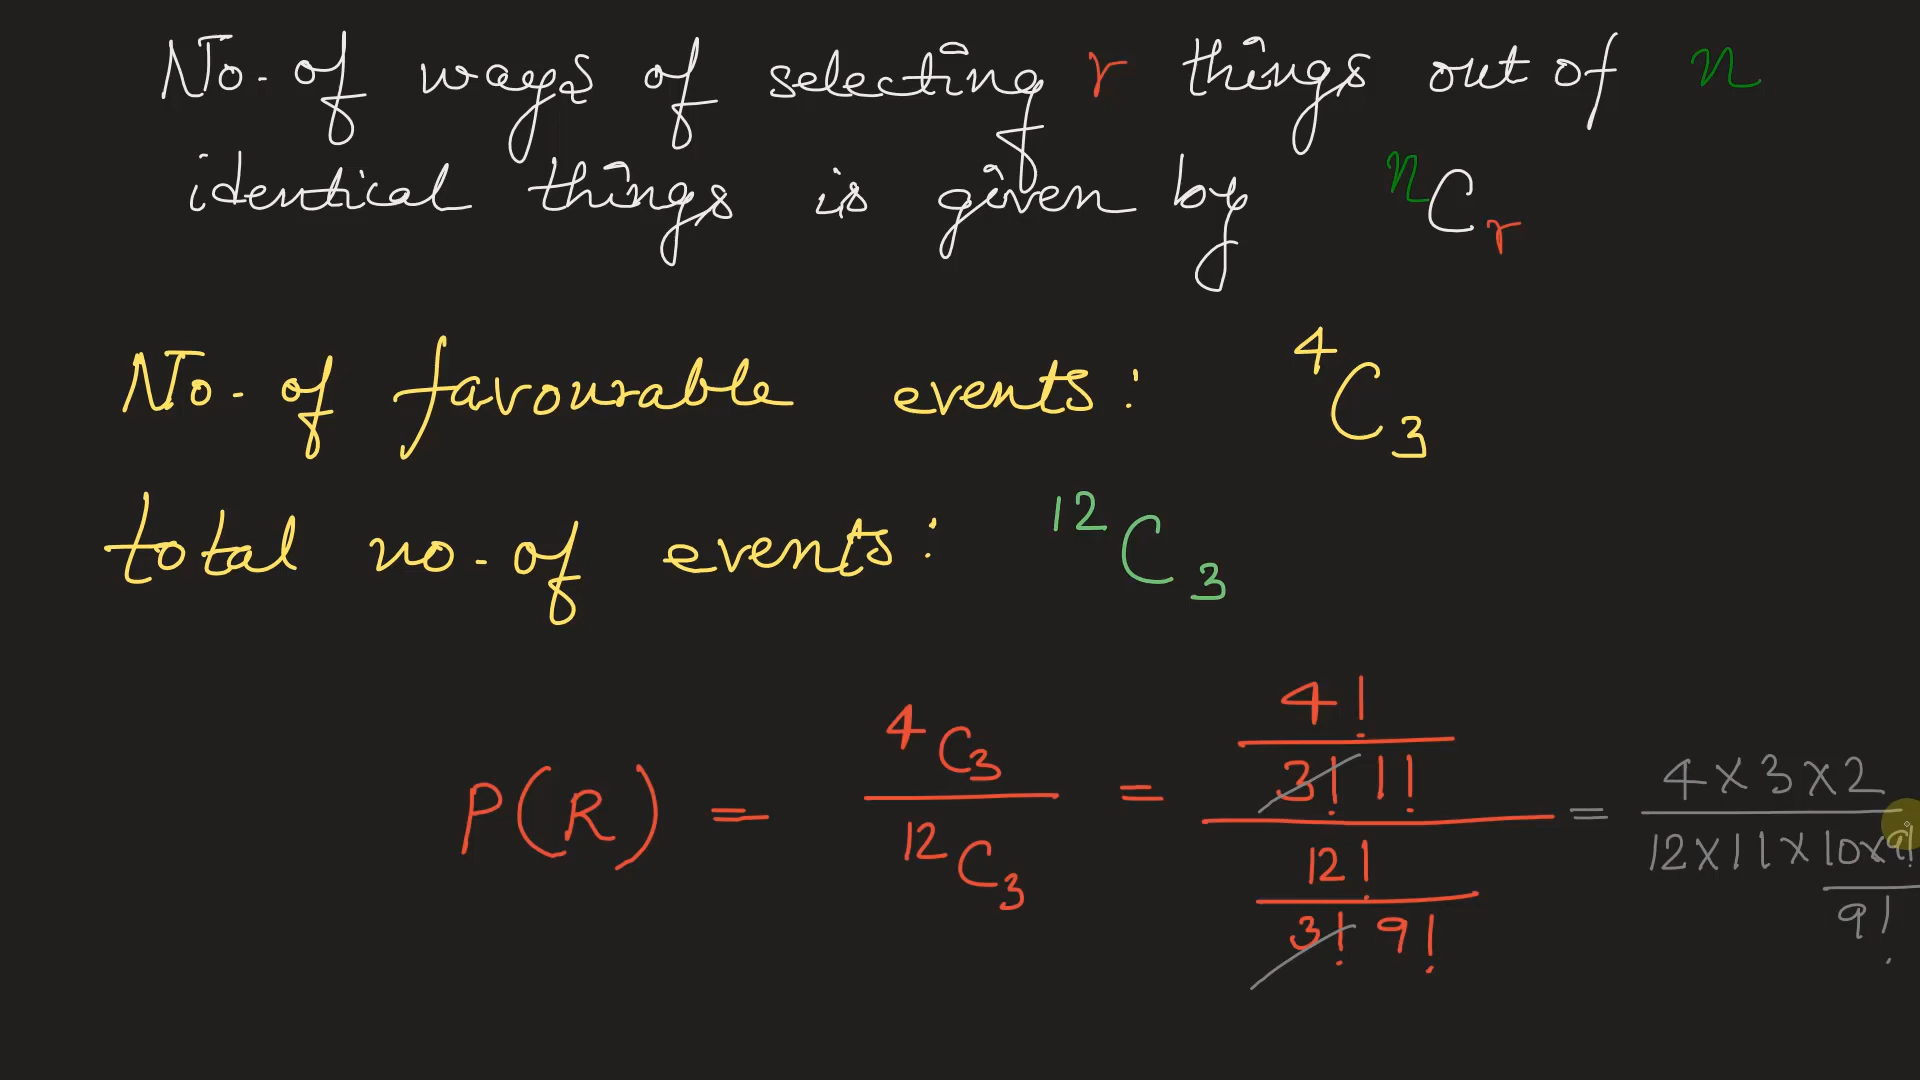 No. of ways of selecting r things out of n
identical things is given by ⁿCᵣ
No. of favourable events: ⁴C₃
total no. of events: ¹²C₃
P(R) = ⁴C₃ / ¹²C₃ = (4! / 3! 1!) / (12! / 3! 9!) = 4 × 3 × 2 / (12 × 11 × 10 × 9! / 9!)